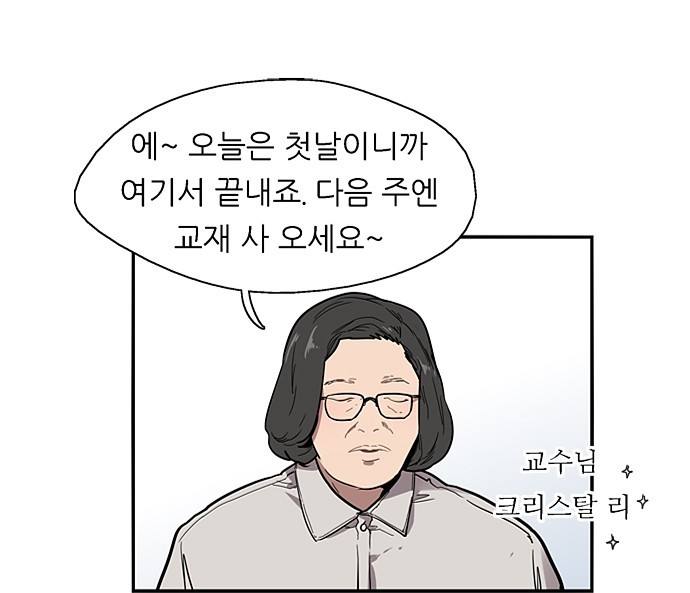 에~ 오늘은 첫날이니까
여기서 끝내죠. 다음 주엔
교재 사 오세요~
교수님
크리스탈 리